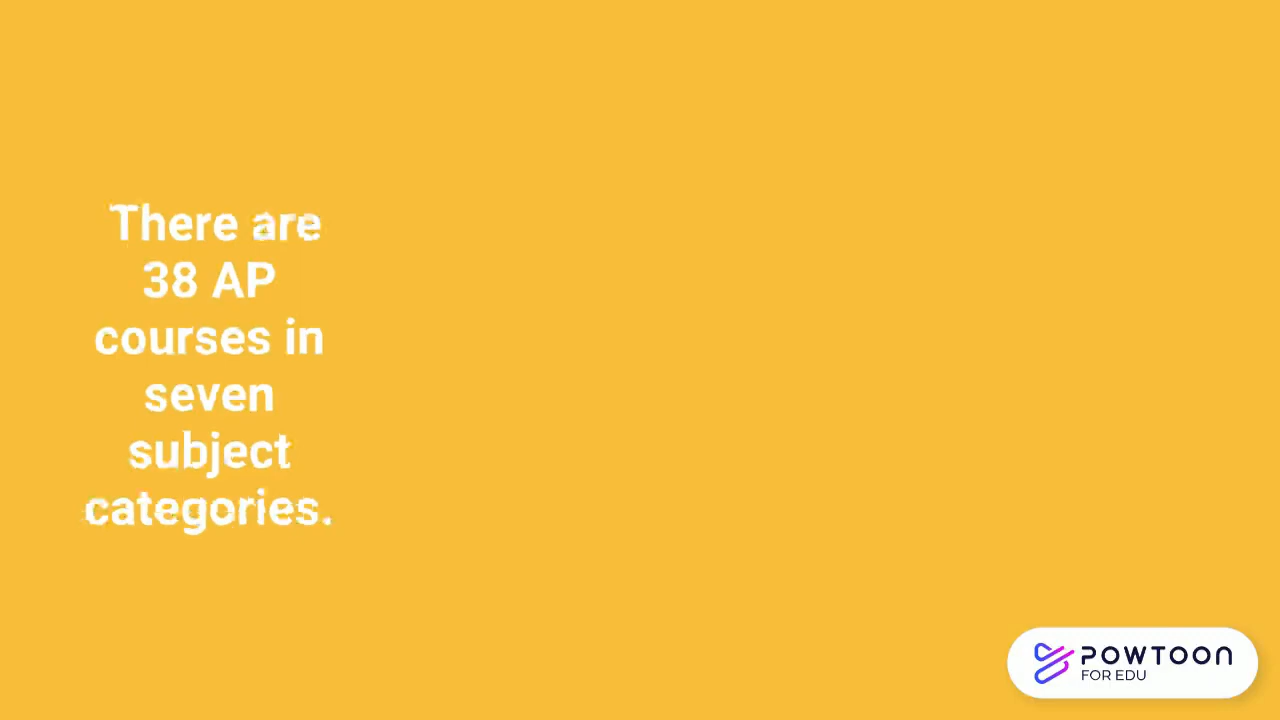 There are
38 AP
courses in
seven
subject
categories.
POWTOON
FOR EDU